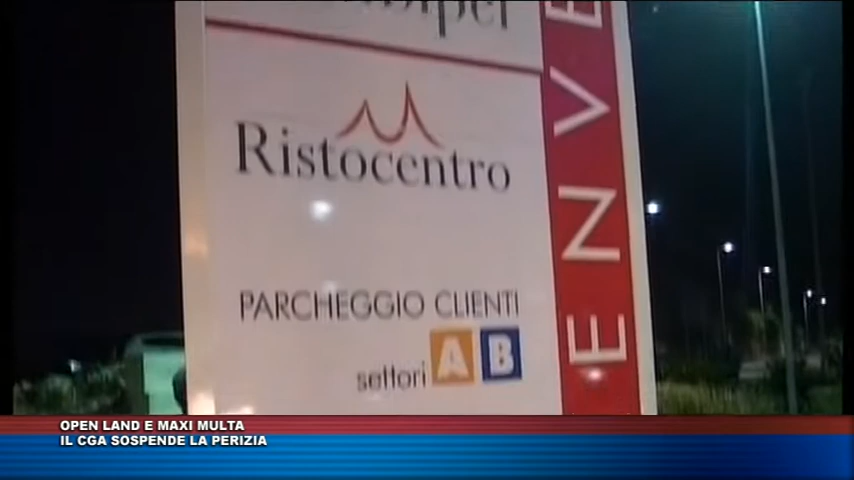 Ristocentro
PARCHEGGIO CLIENTI
settori A B
ENVE
OPEN LAND E MAXI MULTA
IL CGA SOSPENDE LA PERIZIA